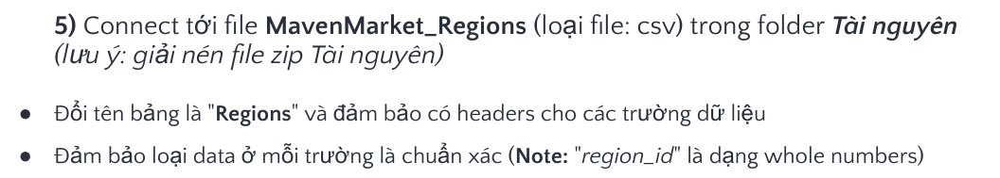 5) Connect tới file MavenMarket_Regions (loại file: csv) trong folder Tài nguyên
(lưu ý: giải nén file zip Tài nguyên)
● Đổi tên bảng là "Regions" và đảm bảo có headers cho các trường dữ liệu
● Đảm bảo loại data ở mỗi trường là chuẩn xác (Note: "region_id" là dạng whole numbers)